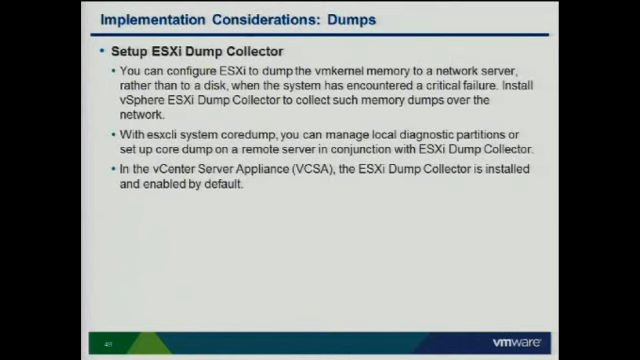 Implementation Considerations: Dumps
• Setup ESXi Dump Collector
• You can configure ESXi to dump the vmkernel memory to a network server,
rather than to a disk, when the system has encountered a critical failure. Install
vSphere ESXi Dump Collector to collect such memory dumps over the
network.
• With esxcli system coredump, you can manage local diagnostic partitions or
set up core dump on a remote server in conjunction with ESXi Dump Collector.
• In the vCenter Server Appliance (VCSA), the ESXi Dump Collector is installed
and enabled by default.
vmware